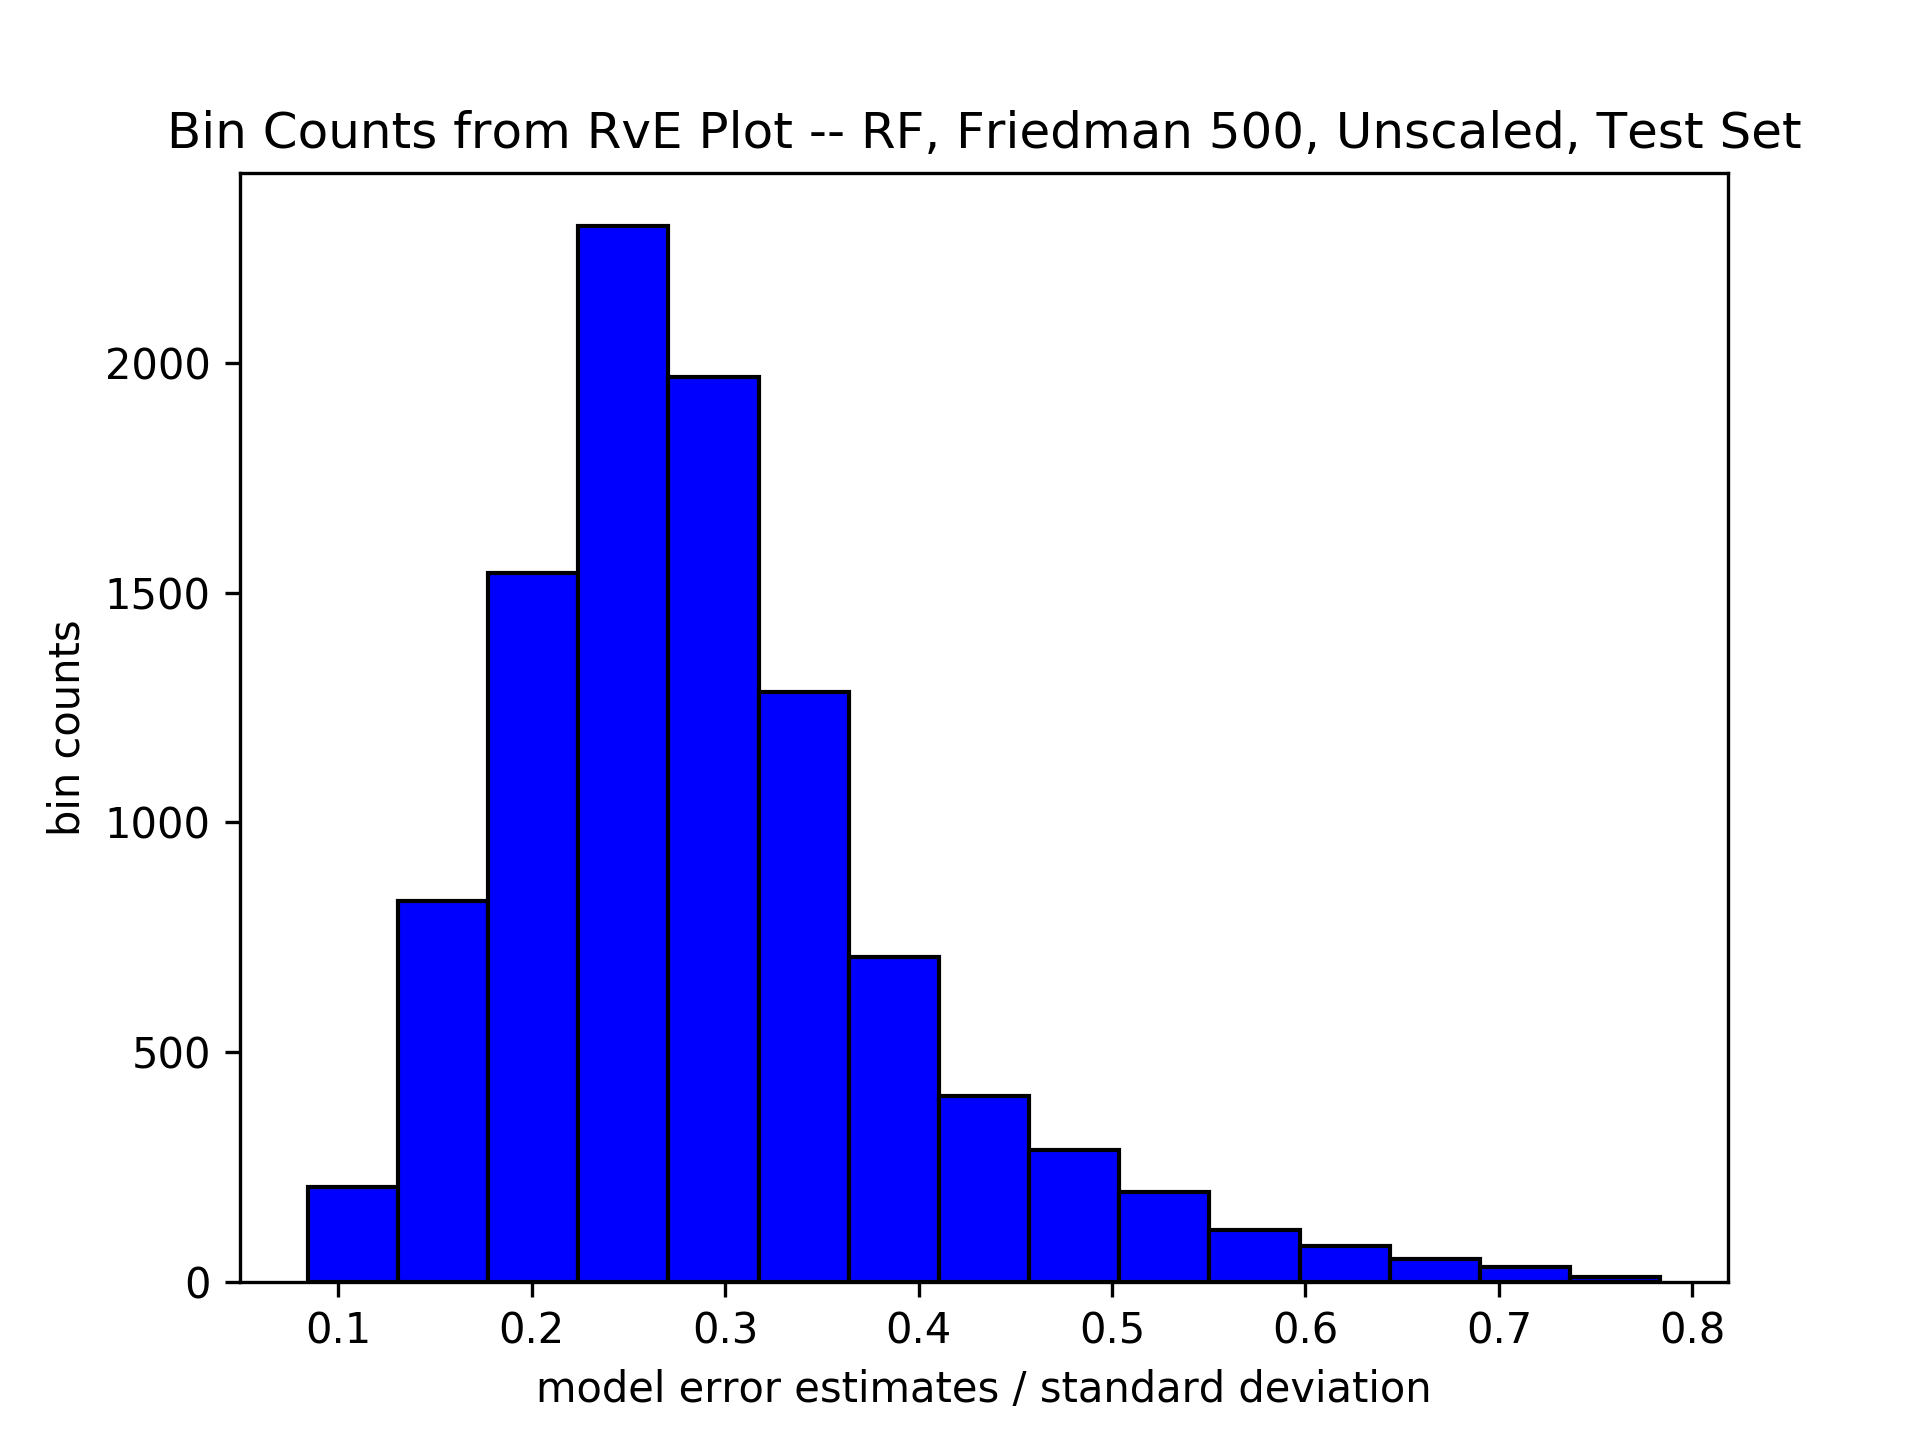 Bin Counts from RvE Plot -- RF, Friedman 500, Unscaled, Test Set
2000
1500
1000
500
0
bin counts
0.1 0.2 0.3 0.4 0.5 0.6 0.7 0.8
model error estimates / standard deviation